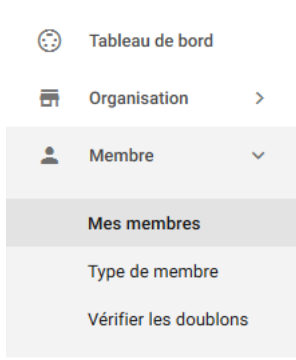 Tableau de bord
Organisation
Membre
Mes membres
Type de membre
Vérifier les doublons